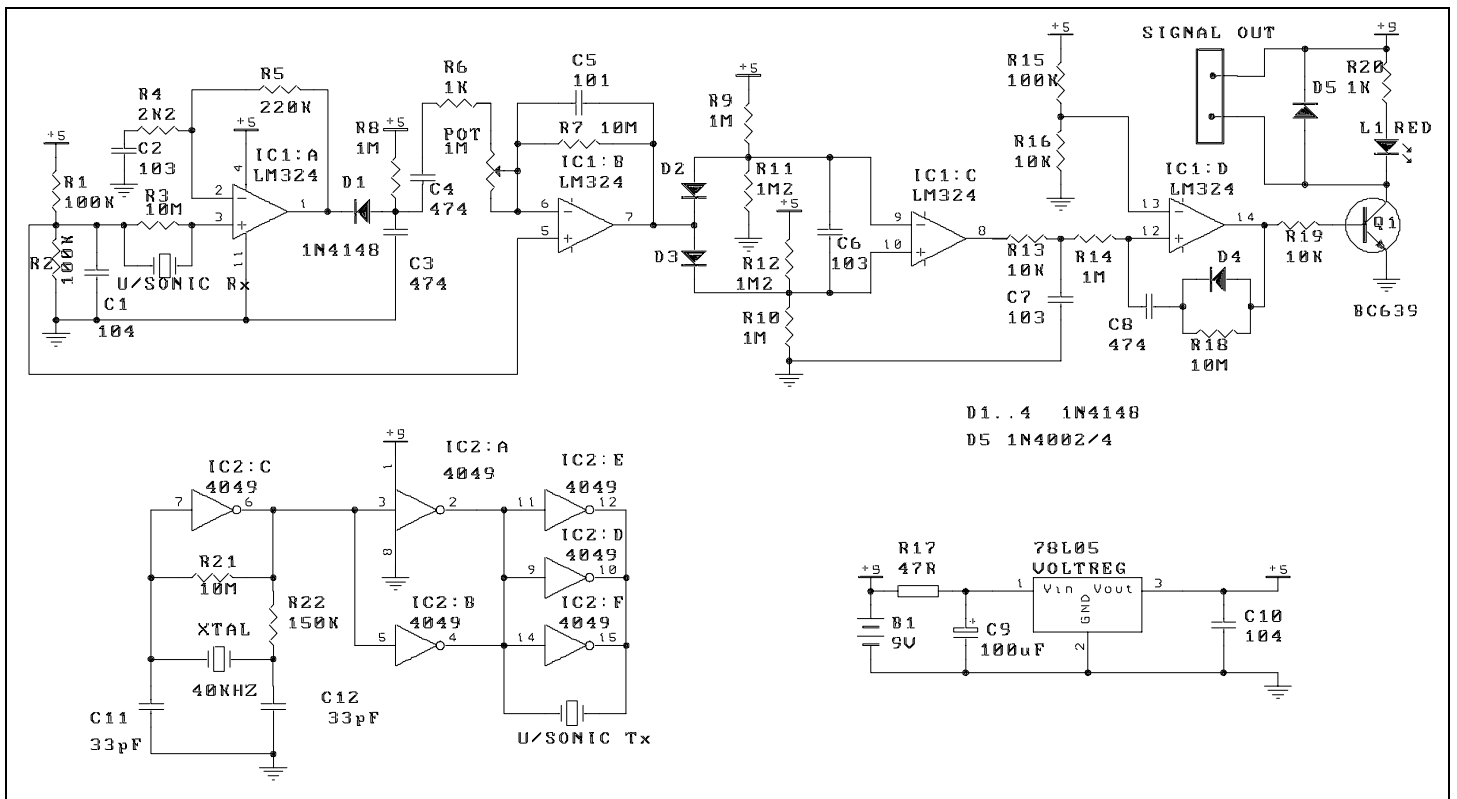 +5
R1
100K
R2
100K
R4
2K2
C2
103
R3
10M
U/SONIC Rx
C1
104
R5
220K
+5
4
IC1:A
LM324
2
3
1
11
D1
1N4148
R8
1M
+5
C3
474
C4
474
R6
1K
POT
1M
C5
101
R7 10M
IC1:B
LM324
6
5
7
D2
D3
+5
R9
1M
R11
1M2
+5
R12
1M2
R10
1M
C6
103
IC1:C
LM324
9
10
8
R13
10K
C7
103
R14
1M
+5
R15
100K
R16
10K
IC1:D
LM324
13
12
14
C8
474
D4
R18
10M
R19
10K
SIGNAL OUT
D5
+9
R20
1K
L1 RED
Q1
BC639
D1..4 1N4148
D5 1N4002/4
IC2:C
4049
7
6
R21
10M
R22
150K
XTAL
40KHZ
C11
33pF
C12
33pF
+9
1
IC2:A
4049
3
2
8
IC2:B
4049
5
4
IC2:E
4049
11
12
IC2:D
4049
9
10
IC2:F
4049
14
15
U/SONIC Tx
+9
R17
47R
B1
9V
+
C9
100uF
78L05
VOLTREG
1
Vin Vout
GND
2
3
+5
C10
104